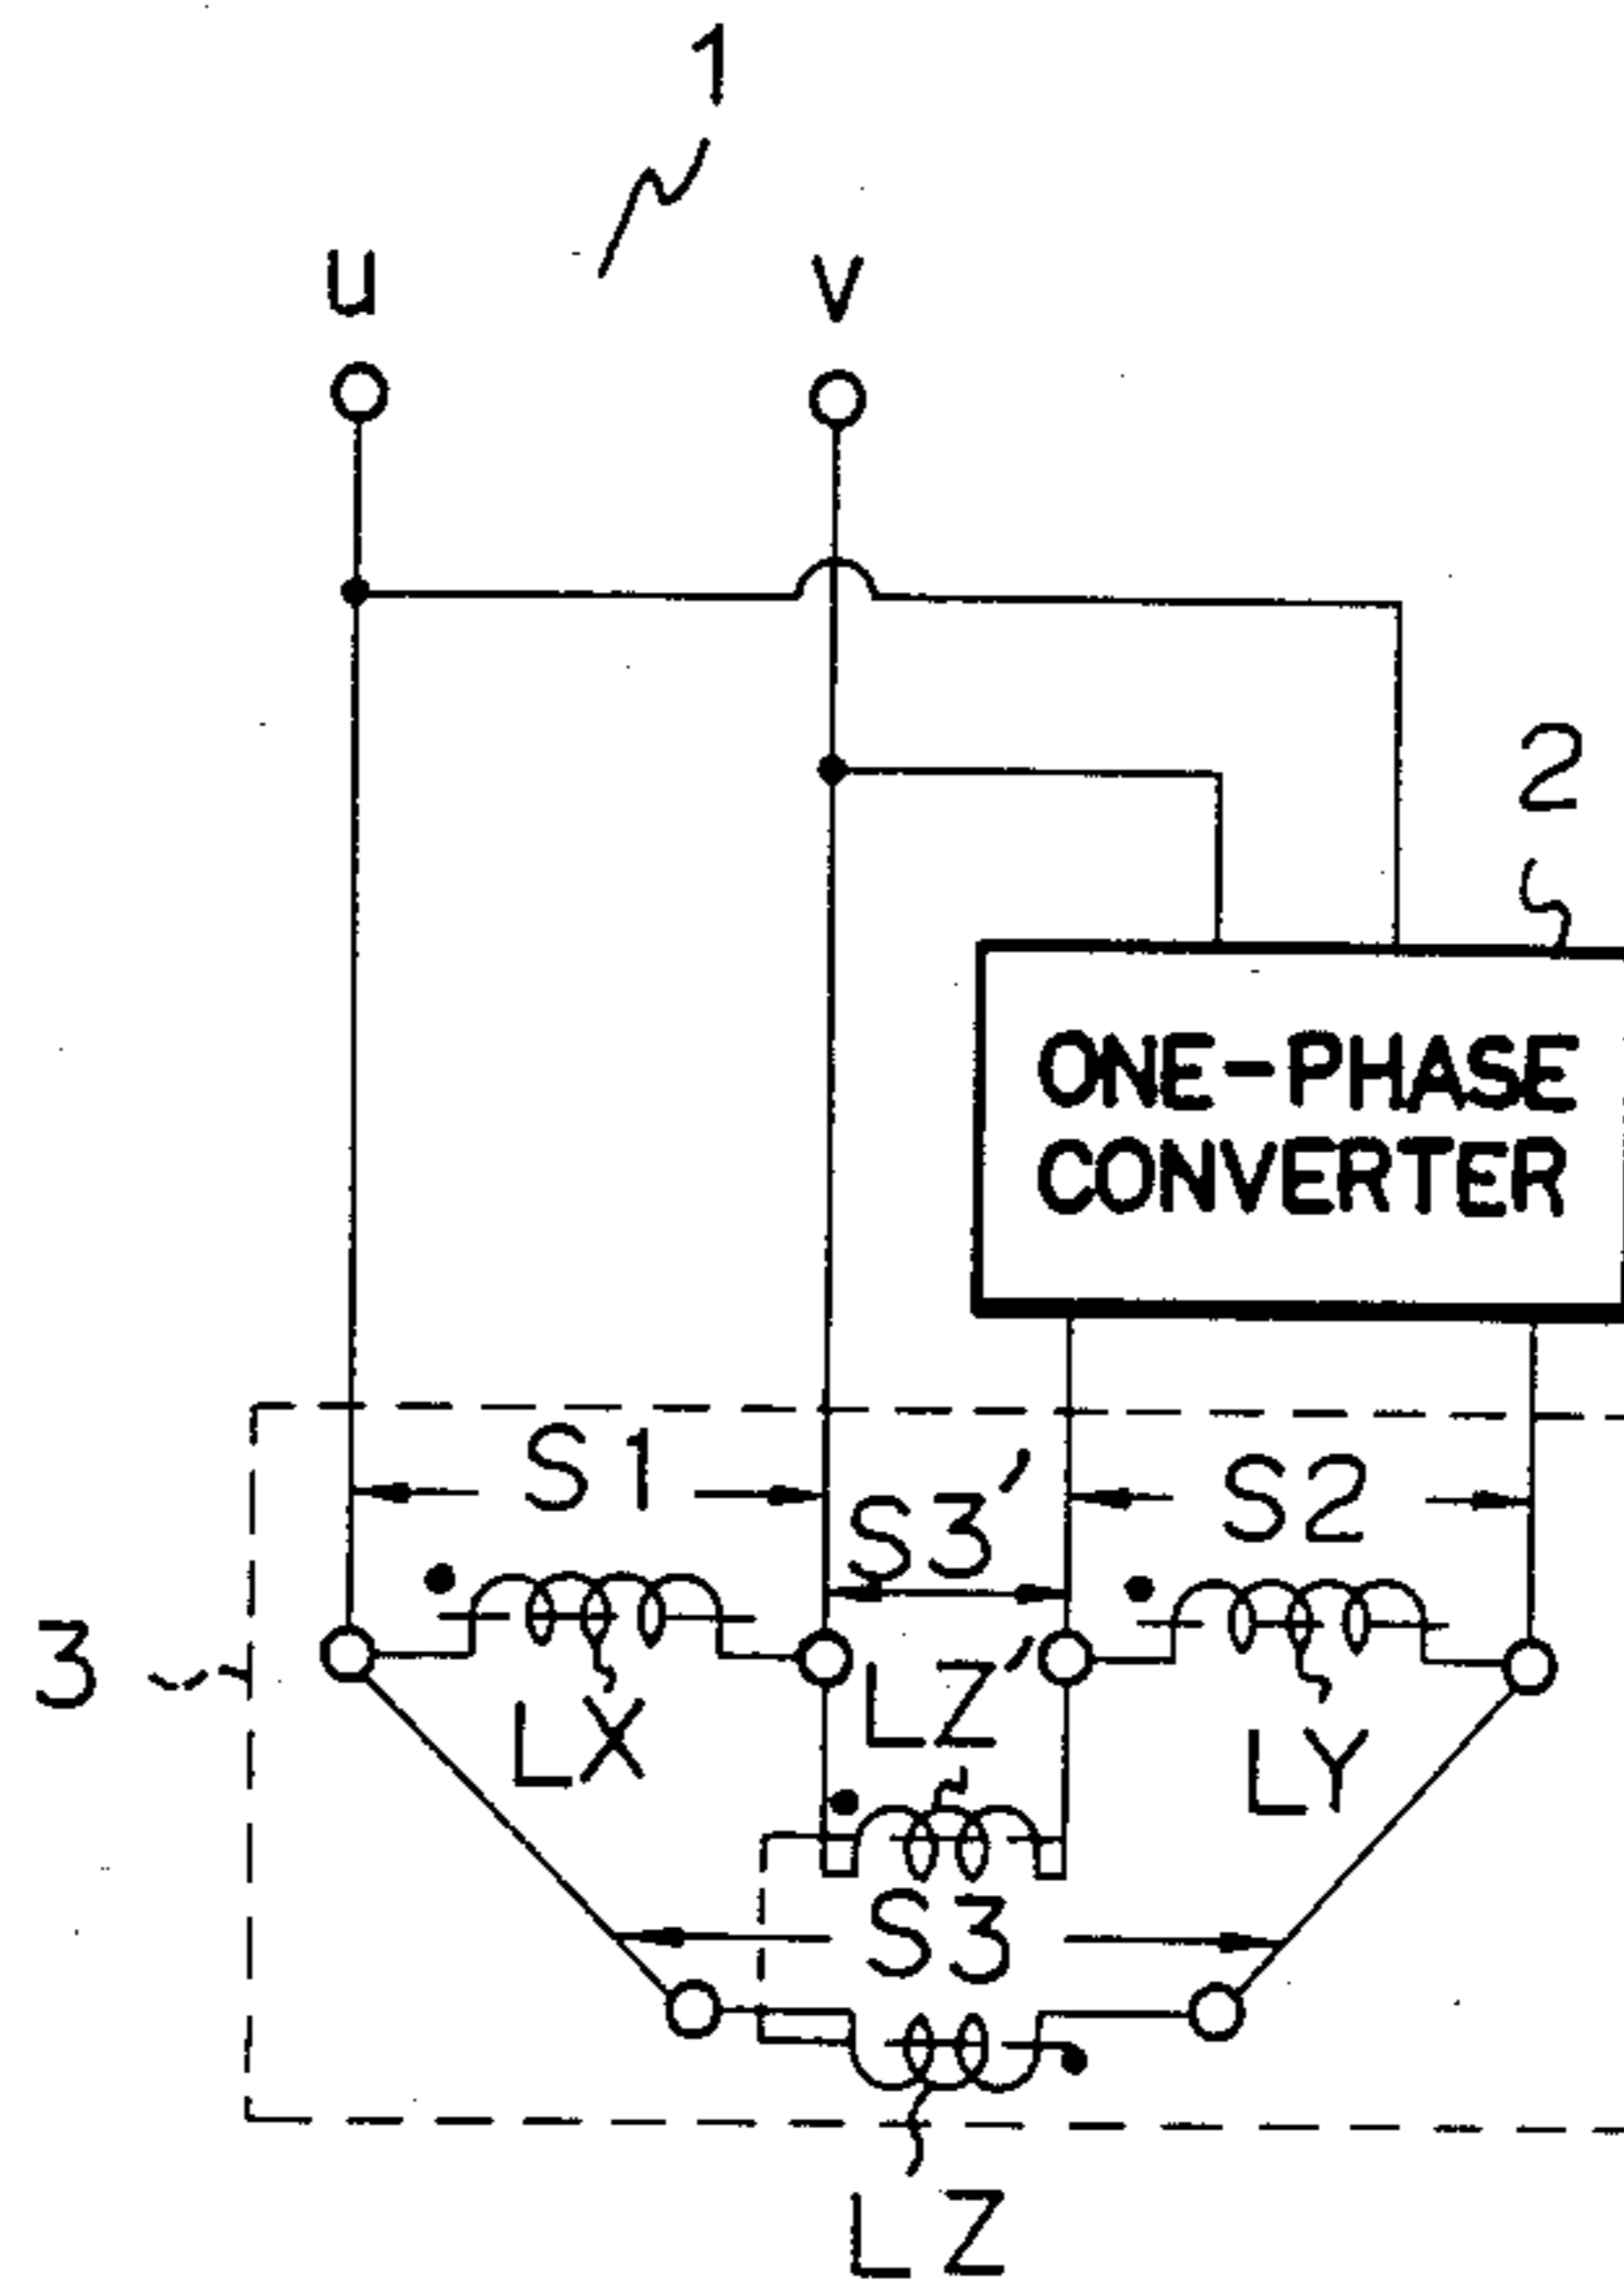 1
u
v
2
ONE-PHASE
CONVERTER
S1
S2
S3'
3
LX
LZ'
LY
S3
LZ